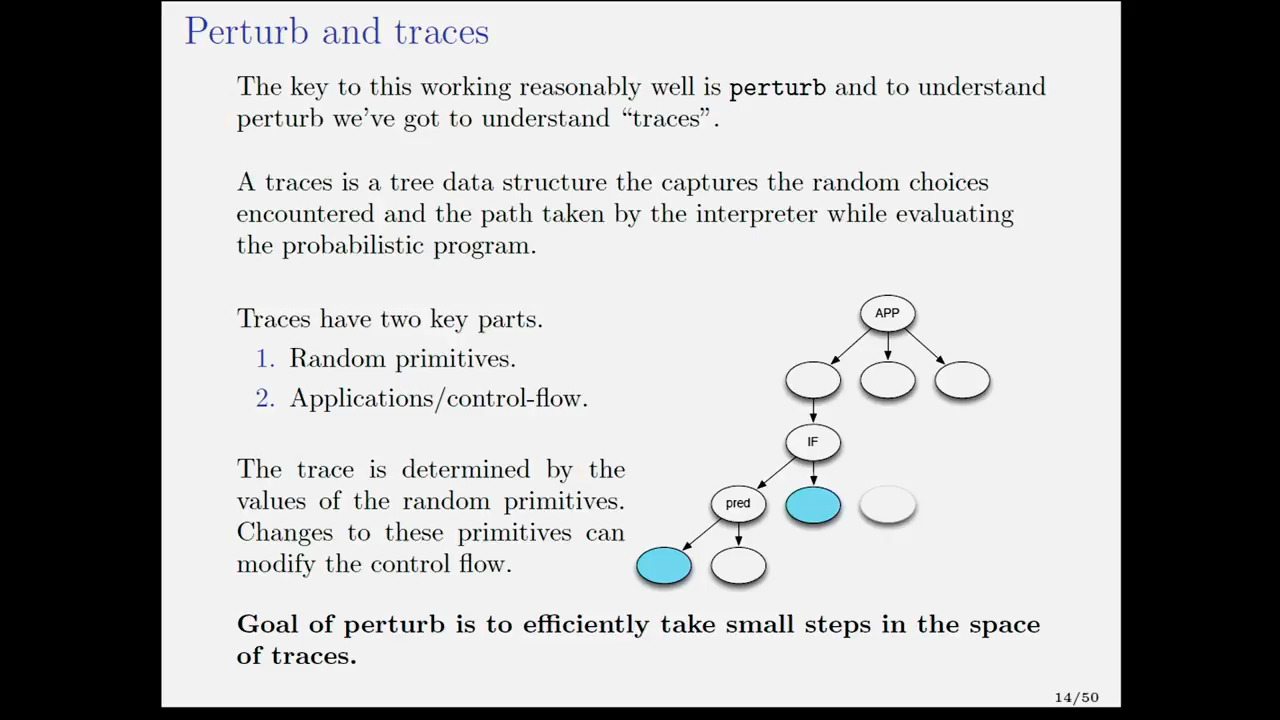 Perturb and traces
The key to this working reasonably well is perturb and to understand
perturb we've got to understand “traces”.
A traces is a tree data structure the captures the random choices
encountered and the path taken by the interpreter while evaluating
the probabilistic program.
Traces have two key parts.
1. Random primitives.
2. Applications/control-flow.
The trace is determined by the
values of the random primitives.
Changes to these primitives can
modify the control flow.
APP
IF
pred
Goal of perturb is to efficiently take small steps in the space
of traces.
14/50